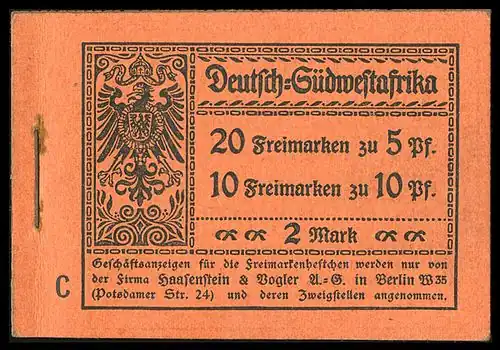 Deutsch=Südwestafrika
20 Freimarken zu 5 Pf.
10 Freimarken zu 10 Pf.
2 Mark
Geschäftsanzeigen für die Freimarkenheftchen werden nur von
der Firma Haasenstein & Vogler A.=G. in Berlin W 35
(Potsdamer Str. 24) und deren Zweigstellen angenommen.
C